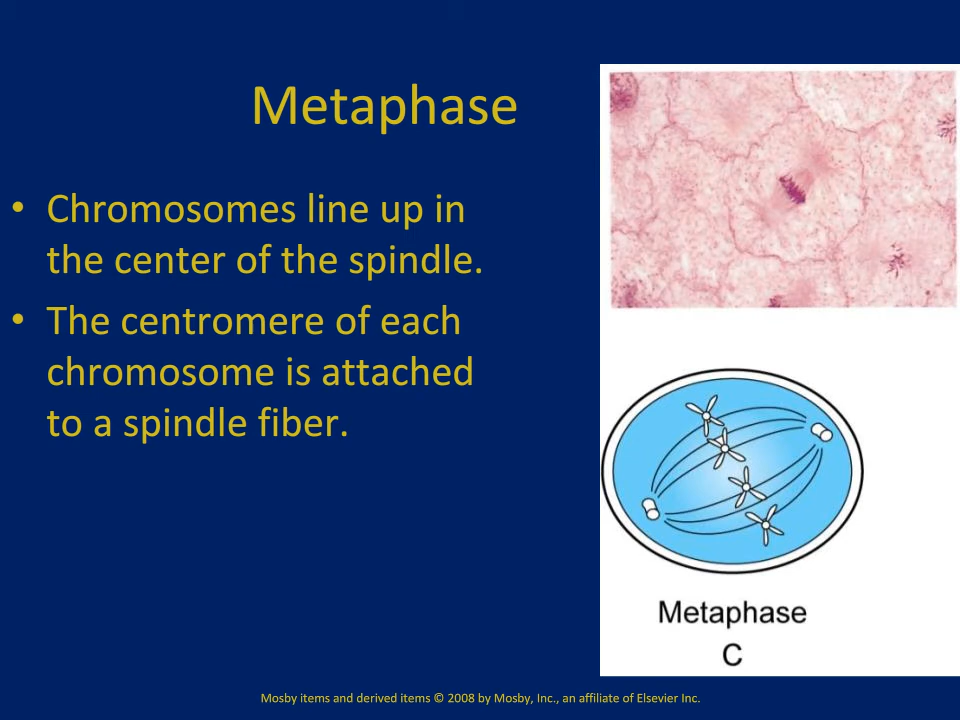 Metaphase
• Chromosomes line up in
the center of the spindle.
• The centromere of each
chromosome is attached
to a spindle fiber.
Metaphase
C
Mosby items and derived items © 2008 by Mosby, Inc., an affiliate of Elsevier Inc.